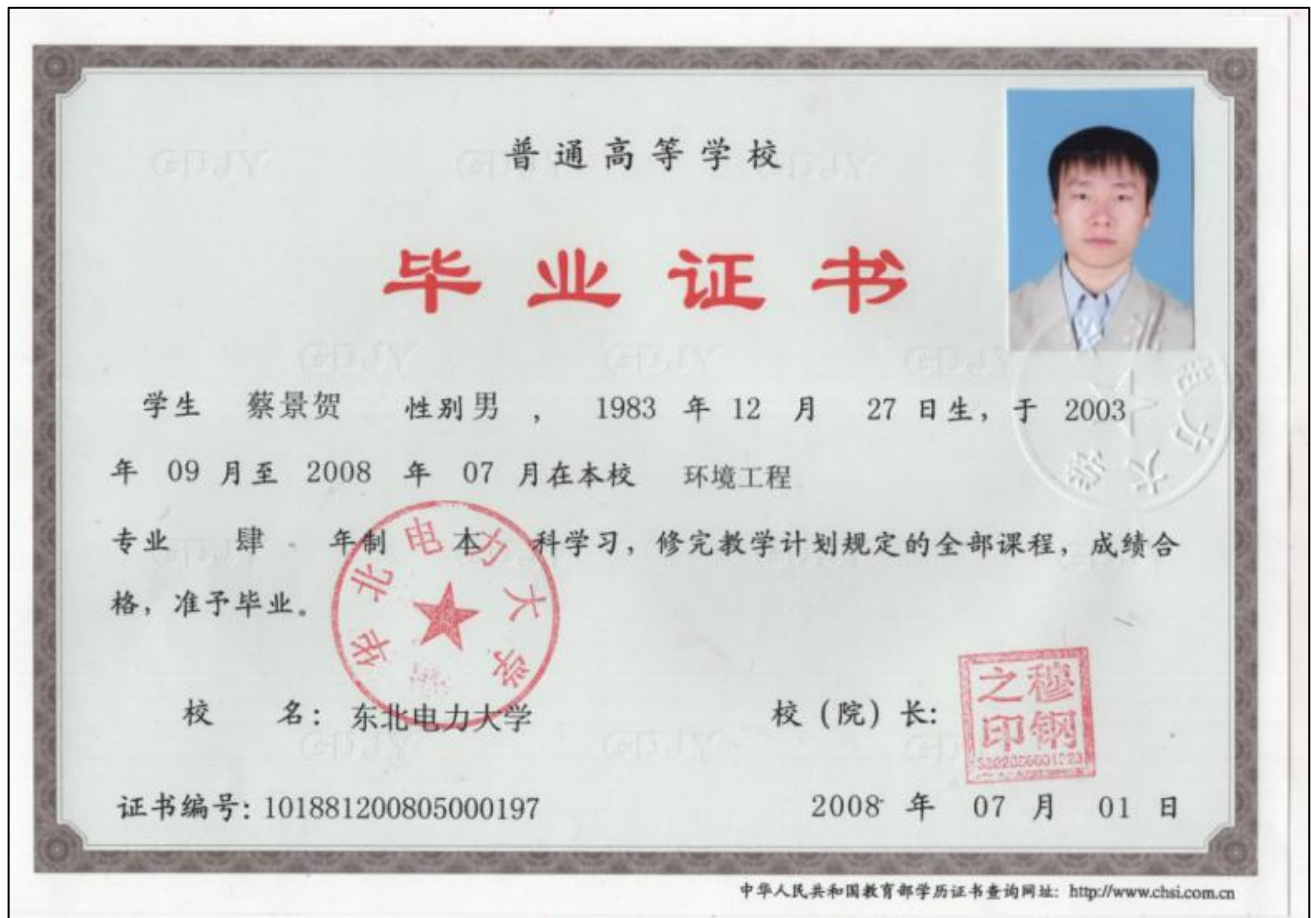 普通高等学校
毕业证书
学生 蔡景贺 性别男 , 1983 年 12 月 27 日生，于 2003
年 09 月至 2008 年 07 月在本校 环境工程
专业 肆 年制 本 科学习，修完教学计划规定的全部课程，成绩合
格，准予毕业。
北电力大学
电力大学
校 名：东北电力大学
校（院）长：
穆钢之印
证书编号：101881200805000197
2008 年 07 月 01 日
中华人民共和国教育部学历证书查询网址：http://www.chsi.com.cn